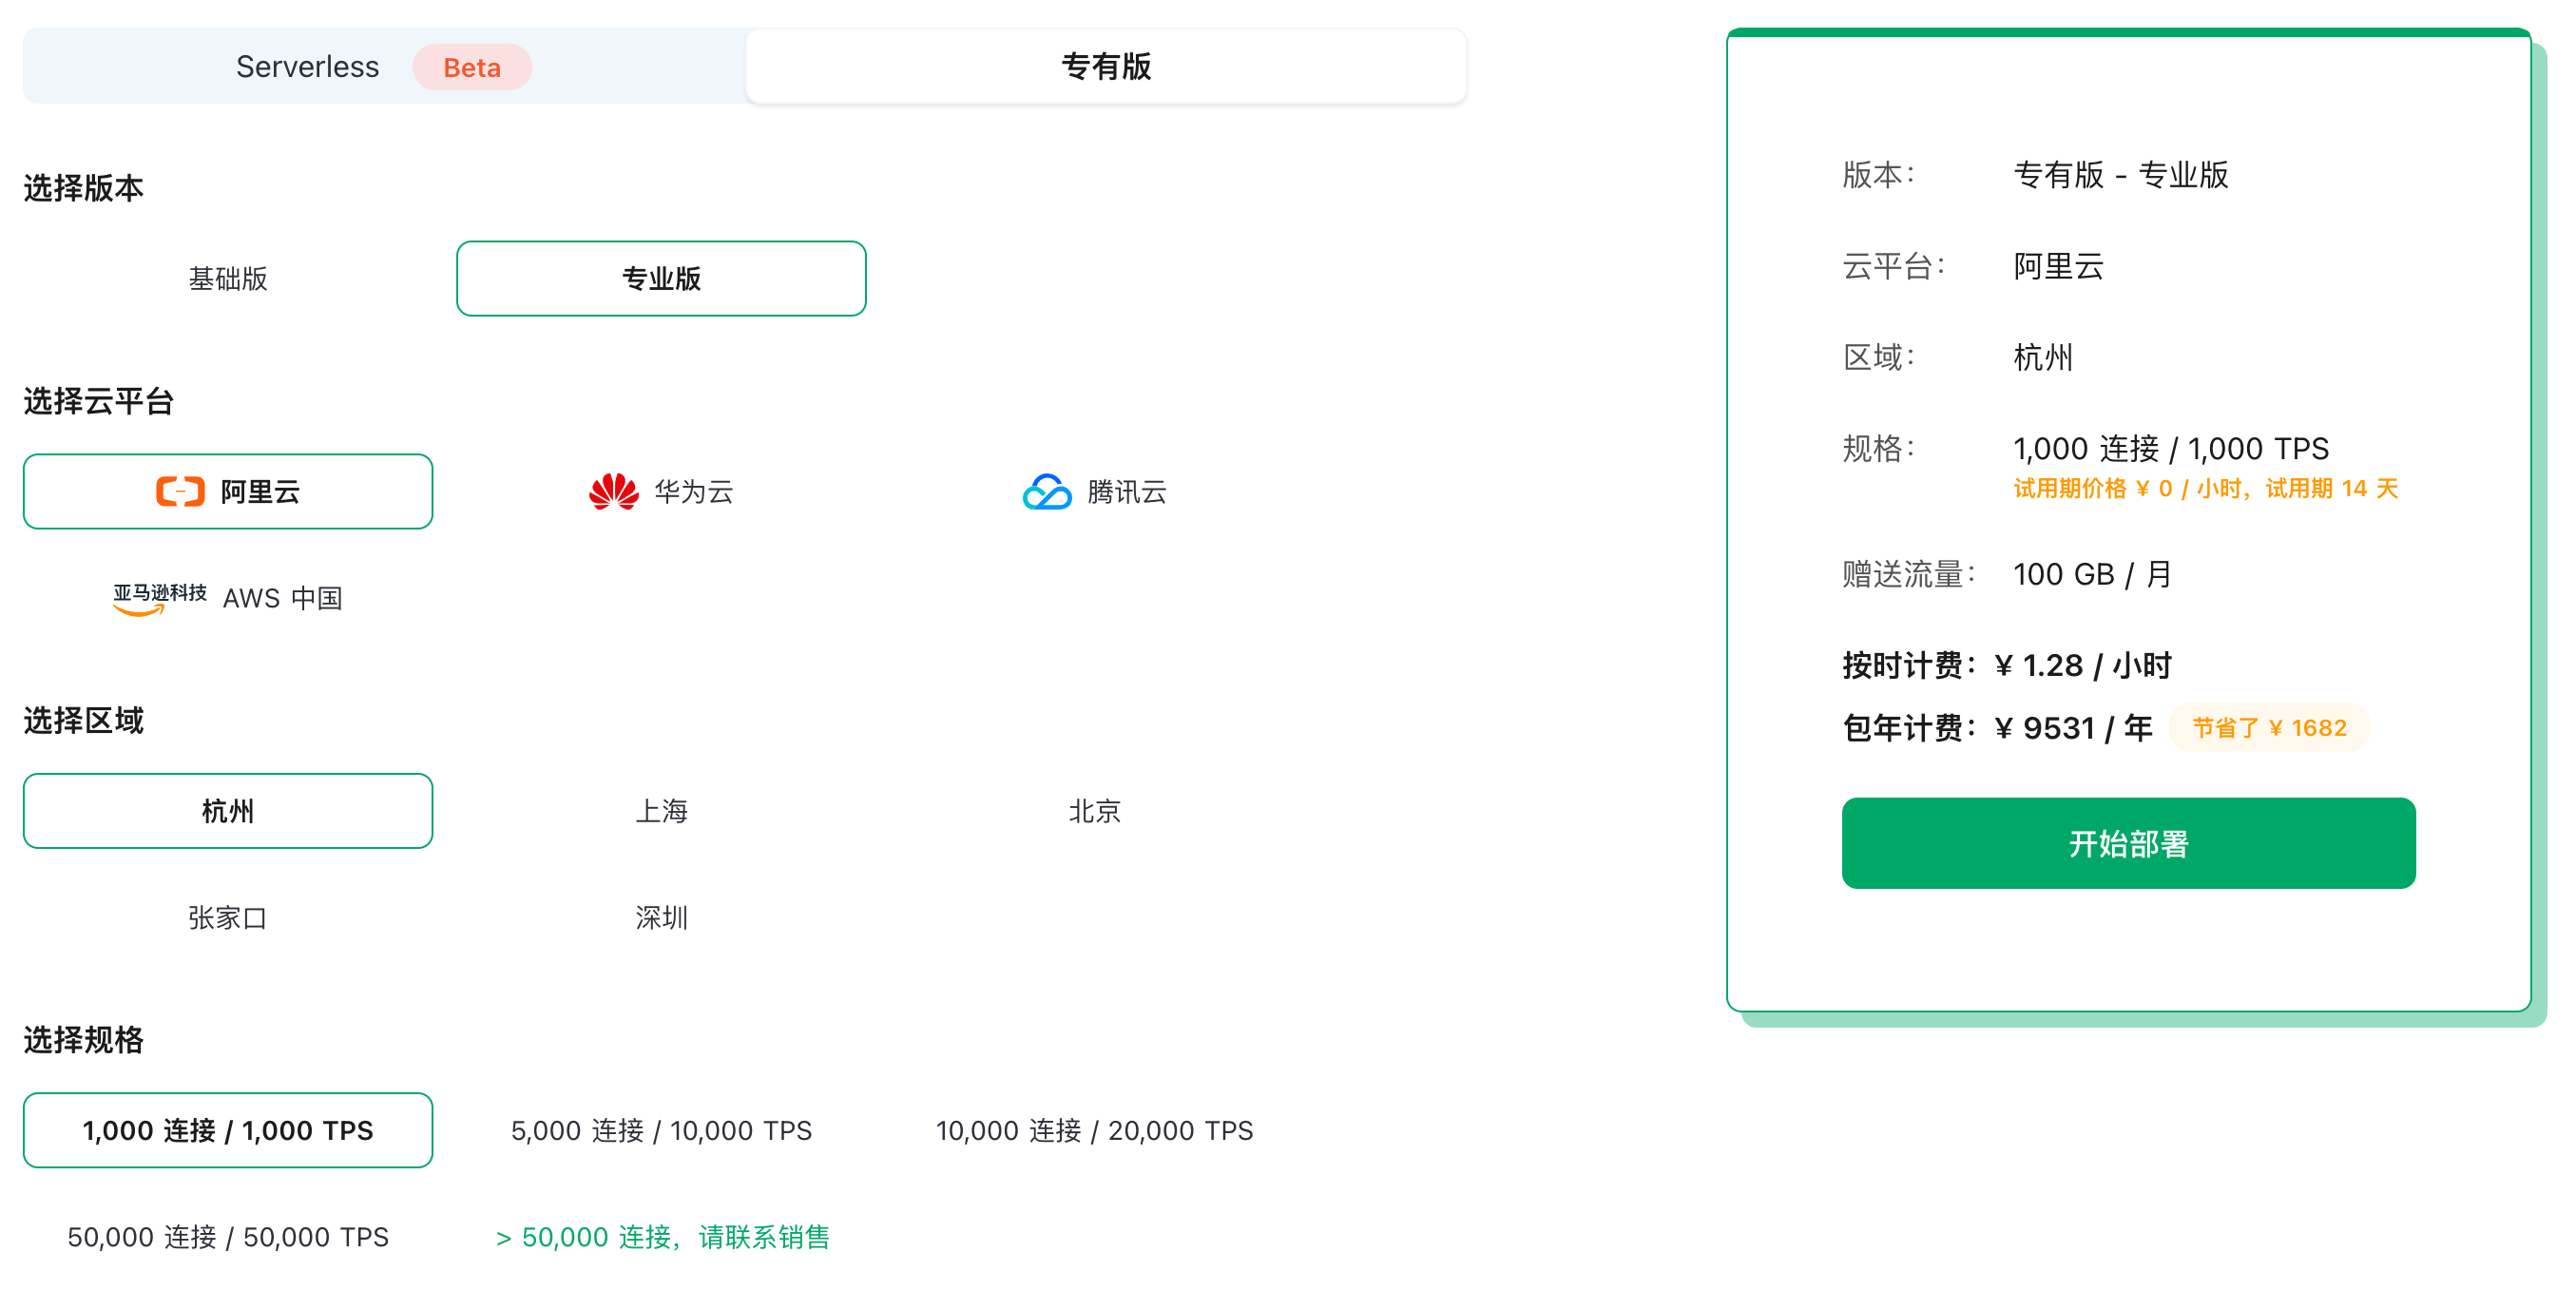 Serverless Beta 专有版
选择版本
基础版 专业版
选择云平台
阿里云 华为云 腾讯云
亚马逊科技 AWS 中国
选择区域
杭州 上海 北京
张家口 深圳
选择规格
1,000 连接 / 1,000 TPS 5,000 连接 / 10,000 TPS 10,000 连接 / 20,000 TPS
50,000 连接 / 50,000 TPS > 50,000 连接，请联系销售
版本： 专有版 - 专业版
云平台： 阿里云
区域： 杭州
规格： 1,000 连接 / 1,000 TPS
试用期价格 ¥ 0 / 小时，试用期 14 天
赠送流量： 100 GB / 月
按时计费：¥ 1.28 / 小时
包年计费：¥ 9531 / 年 节省了 ¥ 1682
开始部署